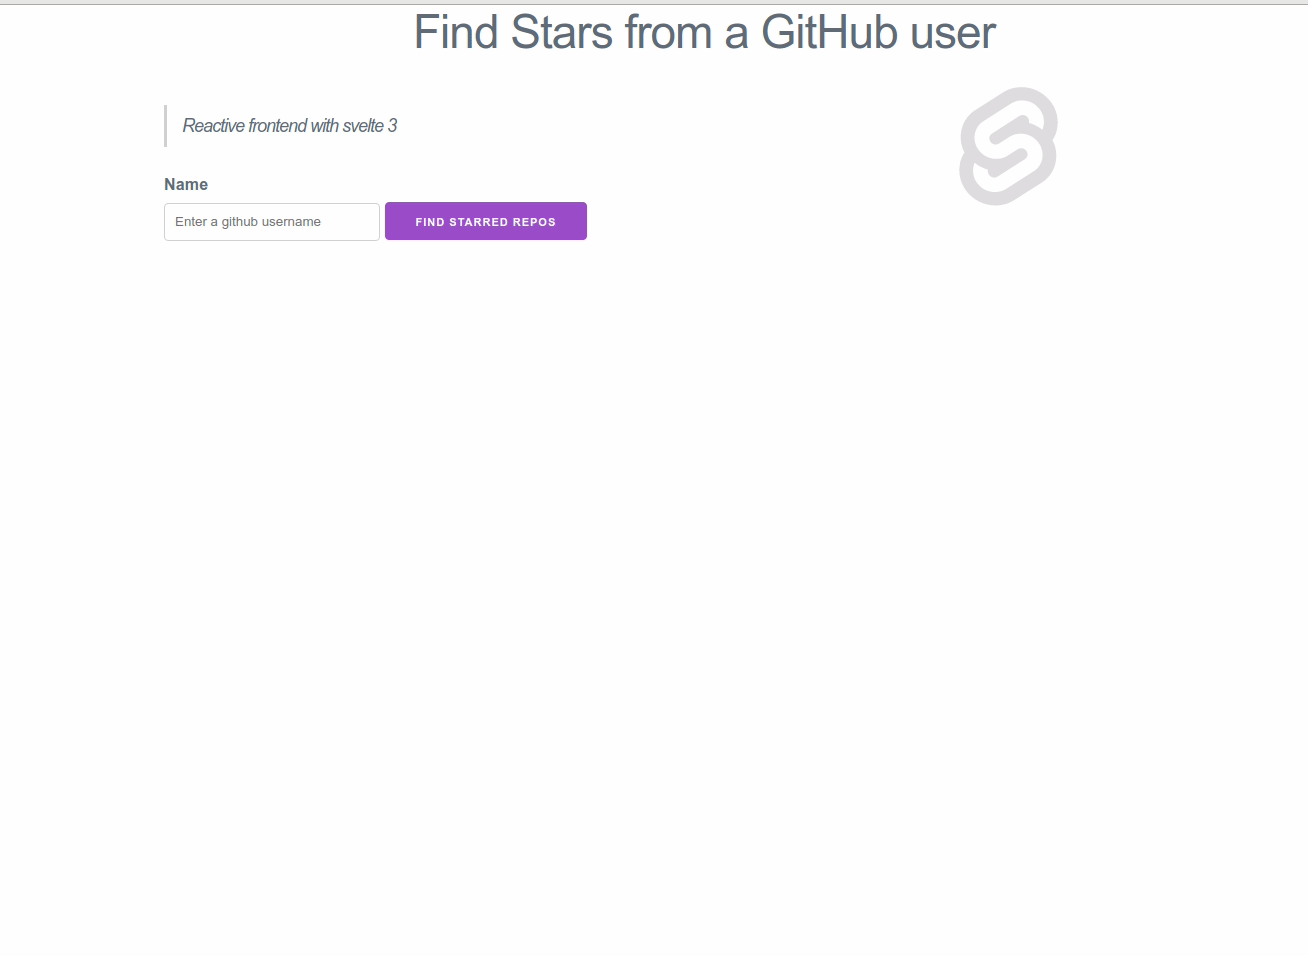 Find Stars from a GitHub user
Reactive frontend with svelte 3
Name
Enter a github username
FIND STARRED REPOS